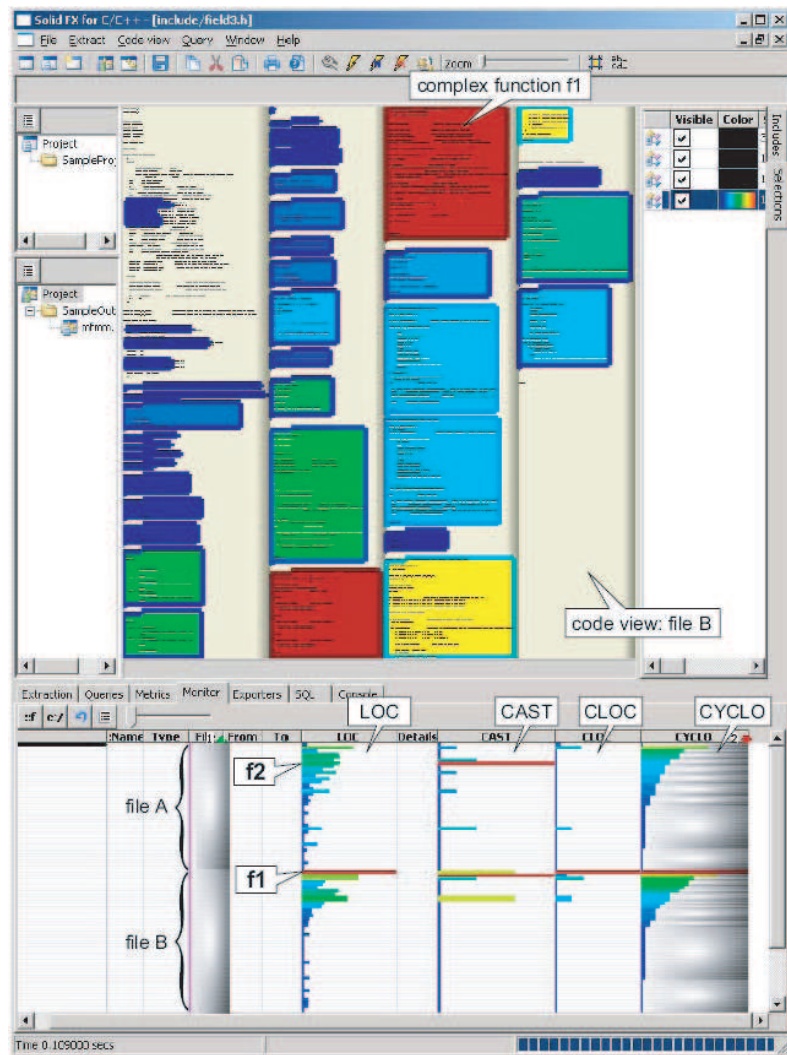 Solid FX for C/C++ - [include/field3.h]
File Extract Code view Query Window Help
zoom
complex function f1
Visible Color
Includes
Selections
Project
SampleProj
Project
SampleOut
mfmm.
code view: file B
Extraction Queries Metrics Monitor Exporters SQL Console
LOC CAST CLOC CYCLO
Name Type File From To LOC Details CAST CLO CYCLO 2
f2
file A
f1
file B
Time 0.109000 secs